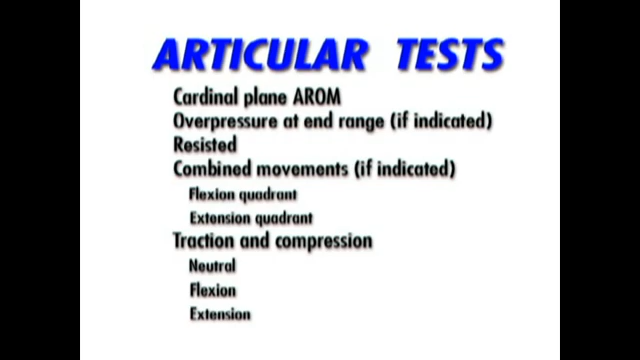 ARTICULAR TESTS
Cardinal plane AROM
Overpressure at end range (if indicated)
Resisted
Combined movements (if indicated)
Flexion quadrant
Extension quadrant
Traction and compression
Neutral
Flexion
Extension